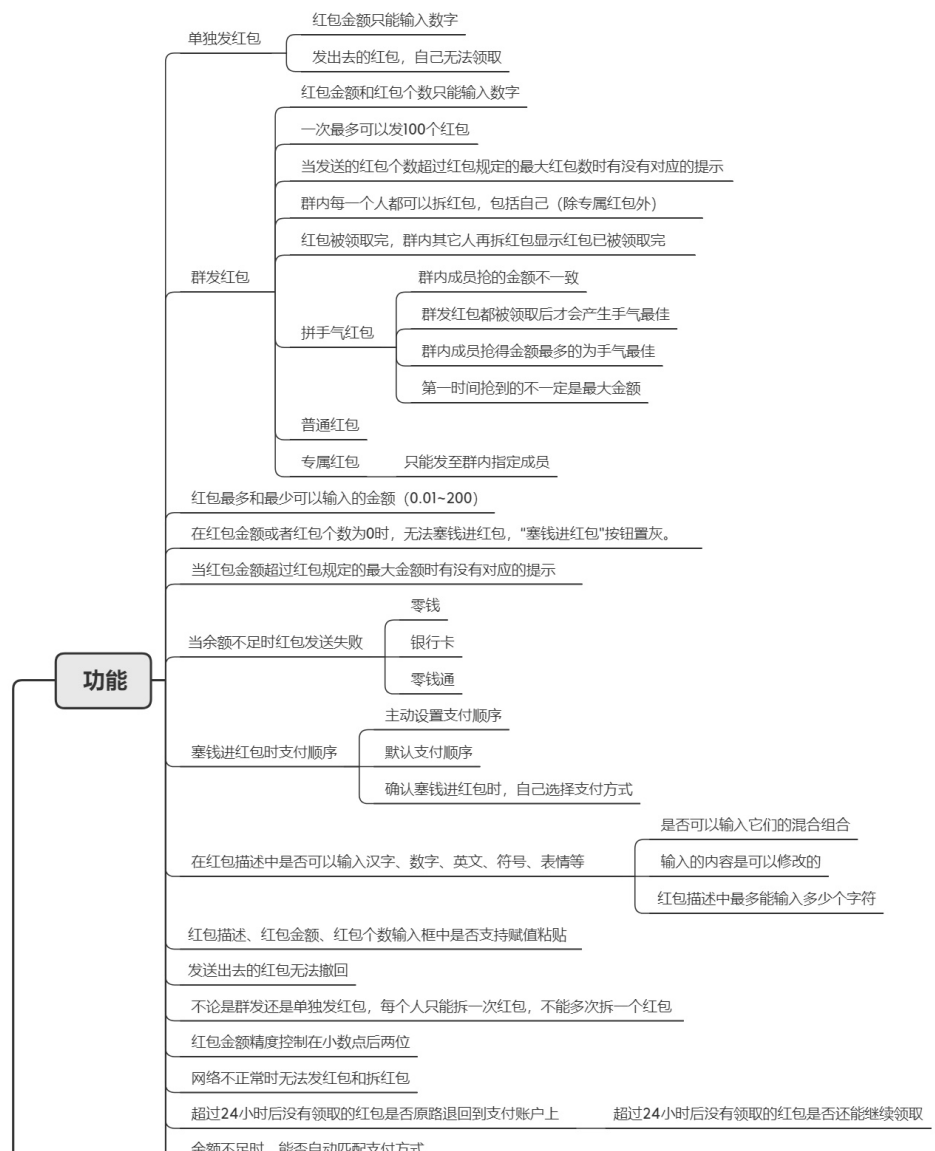 单独发红包
红包金额只能输入数字
发出去的红包，自己无法领取
群发红包
红包金额和红包个数只能输入数字
一次最多可以发100个红包
当发送的红包个数超过红包规定的最大红包数时有没有对应的提示
群内每一个人都可以拆红包，包括自己（除专属红包外）
红包被领取完，群内其它人再拆红包显示红包已被领取完
拼手气红包
群内成员抢的金额不一致
群发红包都被领取后才会产生手气最佳
群内成员抢得金额最多的为手气最佳
第一时间抢到的不一定是最大金额
普通红包
专属红包
只能发至群内指定成员
红包最多和最少可以输入的金额（0.01~200）
在红包金额或者红包个数为0时，无法塞钱进红包，"塞钱进红包"按钮置灰。
当红包金额超过红包规定的最大金额时有没有对应的提示
功能
当余额不足时红包发送失败
零钱
银行卡
零钱通
塞钱进红包时支付顺序
主动设置支付顺序
默认支付顺序
确认塞钱进红包时，自己选择支付方式
在红包描述中是否可以输入汉字、数字、英文、符号、表情等
是否可以输入它们的混合组合
输入的内容是可以修改的
红包描述中最多能输入多少个字符
红包描述、红包金额、红包个数输入框中是否支持赋值粘贴
发送出去的红包无法撤回
不论是群发还是单独发红包，每个人只能拆一次红包，不能多次拆一个红包
红包金额精度控制在小数点后两位
网络不正常时无法发红包和拆红包
超过24小时后没有领取的红包是否原路退回到支付账户上
超过24小时后没有领取的红包是否还能继续领取
余额不足时，能否自动匹配支付方式